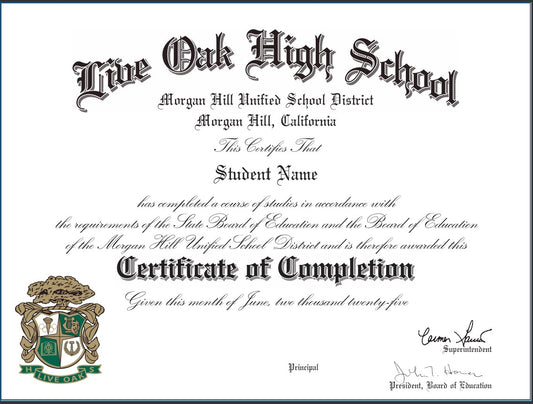 Live Oak High School
Morgan Hill Unified School District
Morgan Hill, California
This Certifies That
Student Name
has completed a course of studies in accordance with
the requirements of the State Board of Education and the Board of Education
of the Morgan Hill Unified School District and is therefore awarded this
Certificate of Completion
Given this month of June, two thousand twenty-five
Superintendent
Principal
President, Board of Education
H LIVE OAK S